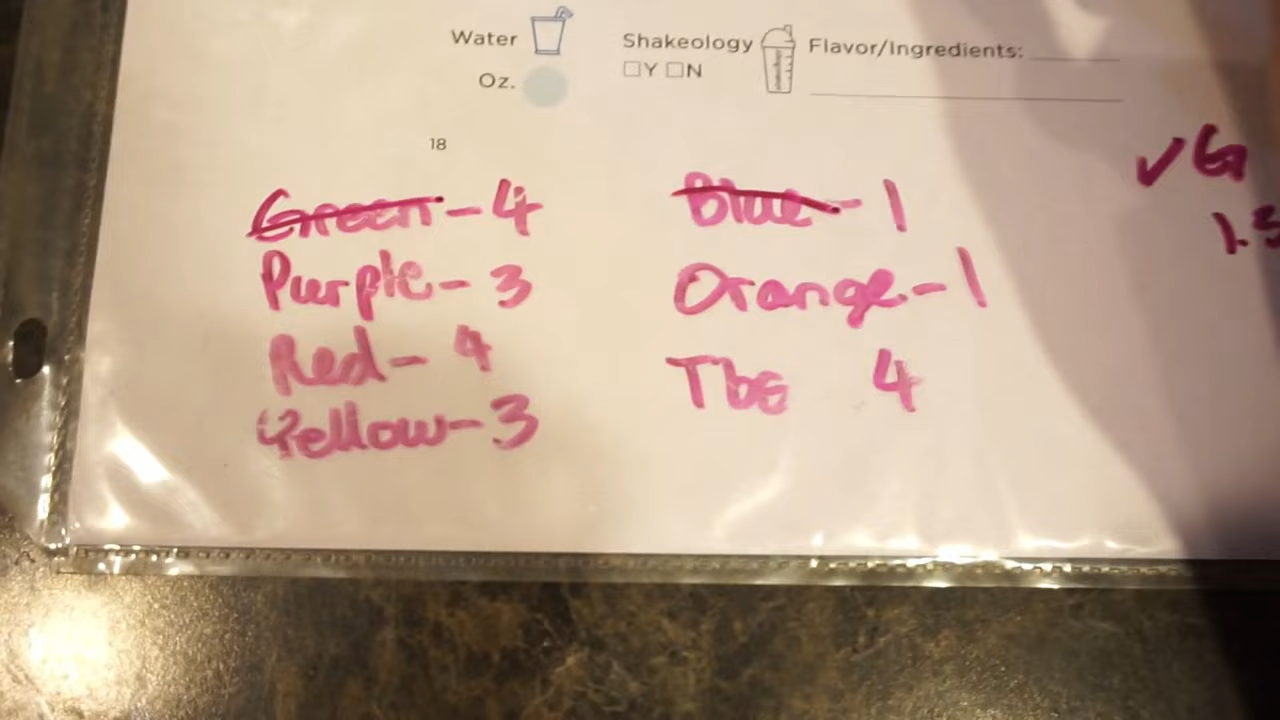 Water
Oz.
Shakeology
□Y □N
Flavor/Ingredients:
18
Green-4
Purple-3
Red-4
Yellow-3
Blue-1
Orange-1
Tbs 4
✓G